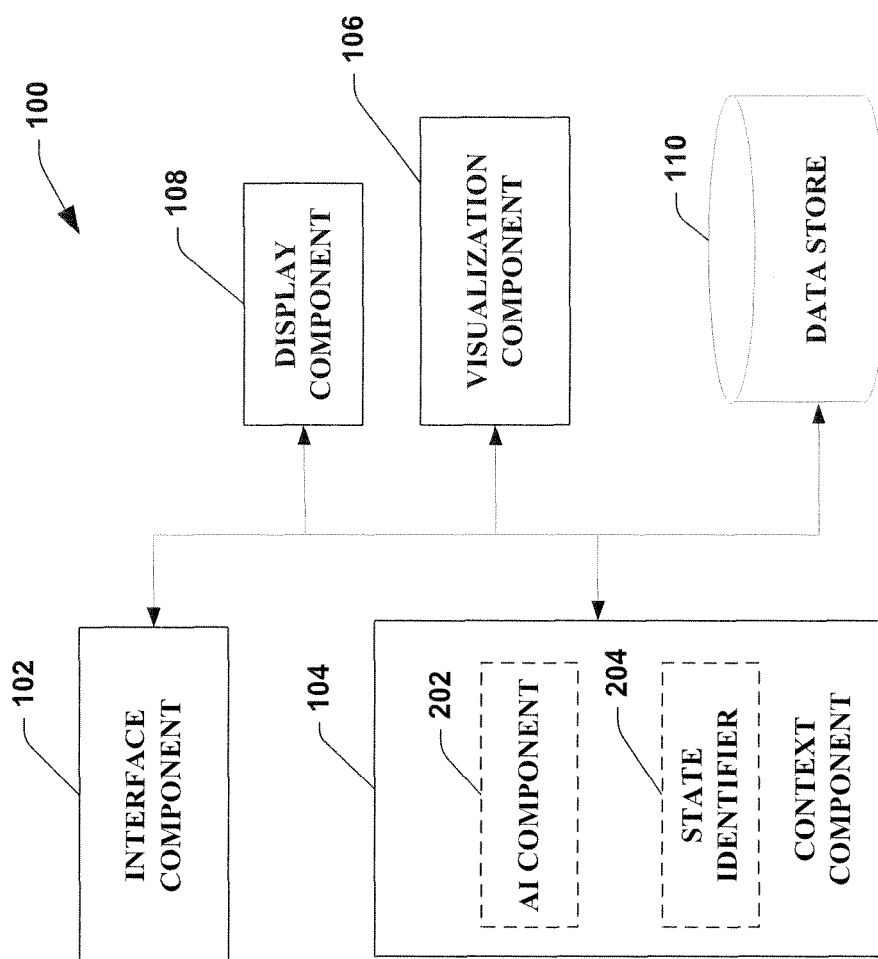 100
102
INTERFACE
COMPONENT
108
DISPLAY
COMPONENT
104
202
AI COMPONENT
204
STATE
IDENTIFIER
CONTEXT
COMPONENT
106
VISUALIZATION
COMPONENT
110
DATA STORE